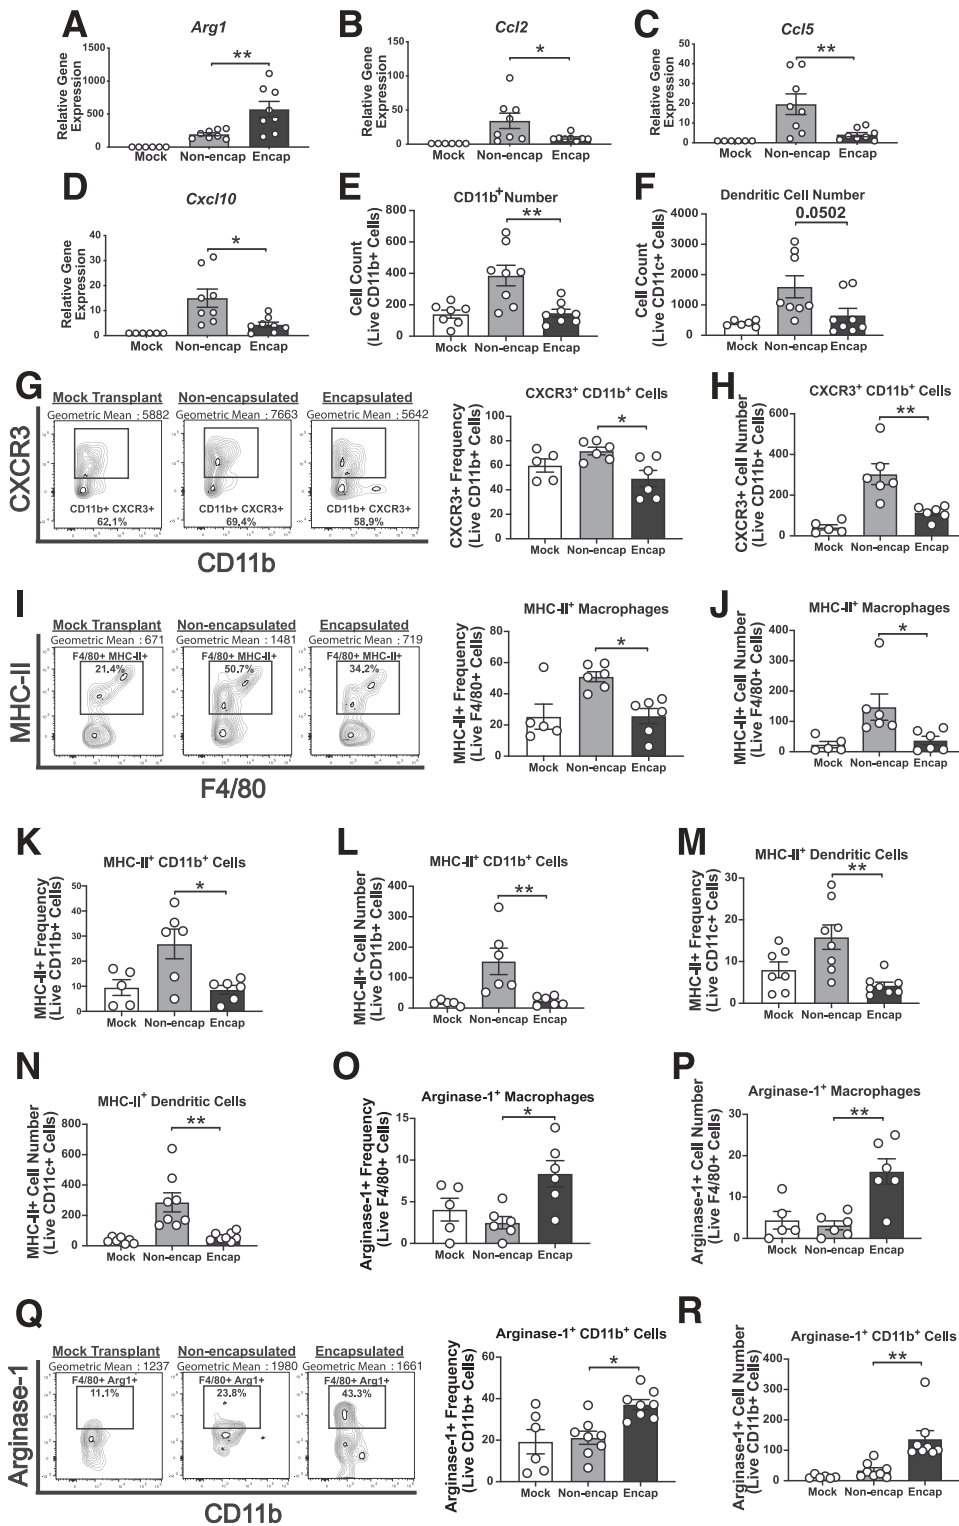 A
Arg1
Relative Gene
Expression
1500
1000
500
0
**
Mock Non-encap Encap
B
Ccl2
Relative Gene
Expression
150
100
50
0
*
Mock Non-encap Encap
C
Ccl5
Relative Gene
Expression
50
40
30
20
10
0
**
Mock Non-encap Encap
D
Cxcl10
Relative Gene
Expression
40
30
20
10
0
*
Mock Non-encap Encap
E
CD11b+ Number
Cell Count
(Live CD11b+ Cells)
800
600
400
200
0
**
Mock Non-encap Encap
F
Dendritic Cell Number
Cell Count
(Live CD11c+ Cells)
4000
3000
2000
1000
0
0.0502
Mock Non-encap Encap
G
Mock Transplant Non-encapsulated Encapsulated
Geometric Mean : 5882 Geometric Mean : 7663 Geometric Mean : 5642
CXCR3
CD11b+ CXCR3+ CD11b+ CXCR3+ CD11b+ CXCR3+
62.1% 69.4% 58.9%
CD11b
CXCR3+ CD11b+ Cells
CXCR3+ Frequency
(Live CD11b+ Cells)
100
80
60
40
20
0
*
Mock Non-encap Encap
H
CXCR3+ CD11b+ Cells
CXCR3+ Cell Number
(Live CD11b+ Cells)
600
400
200
0
**
Mock Non-encap Encap
I
Mock Transplant Non-encapsulated Encapsulated
Geometric Mean : 671 Geometric Mean : 1481 Geometric Mean : 719
MHC-II
F4/80+ MHC-II+ F4/80+ MHC-II+ F4/80+ MHC-II+
21.4% 50.7% 34.2%
F4/80
MHC-II+ Macrophages
MHC-II+ Frequency
(Live F4/80+ Cells)
80
60
40
20
0
*
Mock Non-encap Encap
J
MHC-II+ Macrophages
MHC-II+ Cell Number
(Live F4/80+ Cells)
400
300
200
100
0
*
Mock Non-encap Encap
K
MHC-II+ CD11b+ Cells
MHC-II+ Frequency
(Live CD11b+ Cells)
50
40
30
20
10
0
*
Mock Non-encap Encap
L
MHC-II+ CD11b+ Cells
MHC-II+ Cell Number
(Live CD11b+ Cells)
400
300
200
100
0
**
Mock Non-encap Encap
M
MHC-II+ Dendritic Cells
MHC-II+ Frequency
(Live CD11c+ Cells)
30
20
10
0
**
Mock Non-encap Encap
N
MHC-II+ Dendritic Cells
MHC-II+ Cell Number
(Live CD11c+ Cells)
800
600
400
200
0
**
Mock Non-encap Encap
O
Arginase-1+ Macrophages
Arginase-1+ Frequency
(Live F4/80+ Cells)
15
10
5
0
*
Mock Non-encap Encap
P
Arginase-1+ Macrophages
Arginase-1+ Cell Number
(Live F4/80+ Cells)
30
20
10
0
**
Mock Non-encap Encap
Q
Mock Transplant Non-encapsulated Encapsulated
Geometric Mean : 1237 Geometric Mean : 1980 Geometric Mean : 1661
Arginase-1
F4/80+ Arg1+ F4/80+ Arg1+ F4/80+ Arg1+
11.1% 23.8% 43.3%
CD11b
Arginase-1+ CD11b+ Cells
Arginase-1+ Frequency
(Live CD11b+ Cells)
60
40
20
0
*
Mock Non-encap Encap
R
Arginase-1+ CD11b+ Cells
Arginase-1+ Cell Number
(Live CD11b+ Cells)
400
300
200
100
0
**
Mock Non-encap Encap